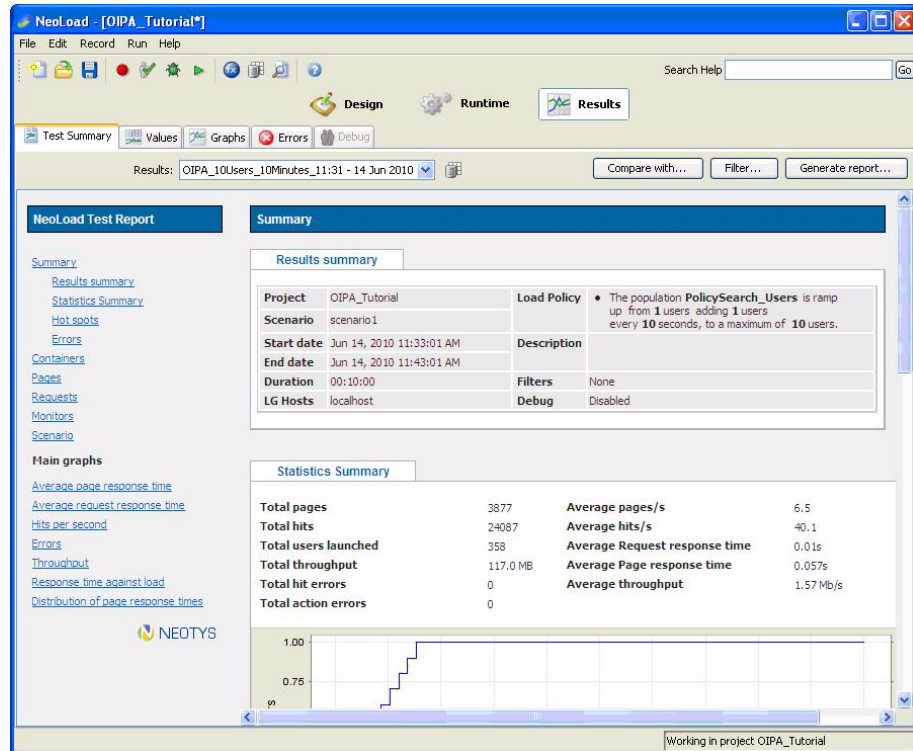 NeoLoad - [OIPA_Tutorial*]
File Edit Record Run Help
Search Help Go
Design Runtime Results
Test Summary Values Graphs Errors Debug
Results: OIPA_10Users_10Minutes_11:31 - 14 Jun 2010 Compare with... Filter... Generate report...
NeoLoad Test Report
Summary
Results summary
Statistics Summary
Hot spots
Errors
Containers
Pages
Requests
Monitors
Scenario
Main graphs
Average page response time
Average request response time
Hits per second
Errors
Throughput
Response time against load
Distribution of page response times
NEOTYS
Summary
Results summary
Project OIPA_Tutorial Load Policy • The population PolicySearch_Users is ramp
up from 1 users adding 1 users
every 10 seconds, to a maximum of 10 users.
Scenario scenario1
Start date Jun 14, 2010 11:33:01 AM Description
End date Jun 14, 2010 11:43:01 AM
Duration 00:10:00 Filters None
LG Hosts localhost Debug Disabled
Statistics Summary
Total pages 3877 Average pages/s 6.5
Total hits 24087 Average hits/s 40.1
Total users launched 358 Average Request response time 0.01s
Total throughput 117.0 MB Average Page response time 0.057s
Total hit errors 0 Average throughput 1.57 Mb/s
Total action errors 0
1.00
0.75
Working in project OIPA_Tutorial